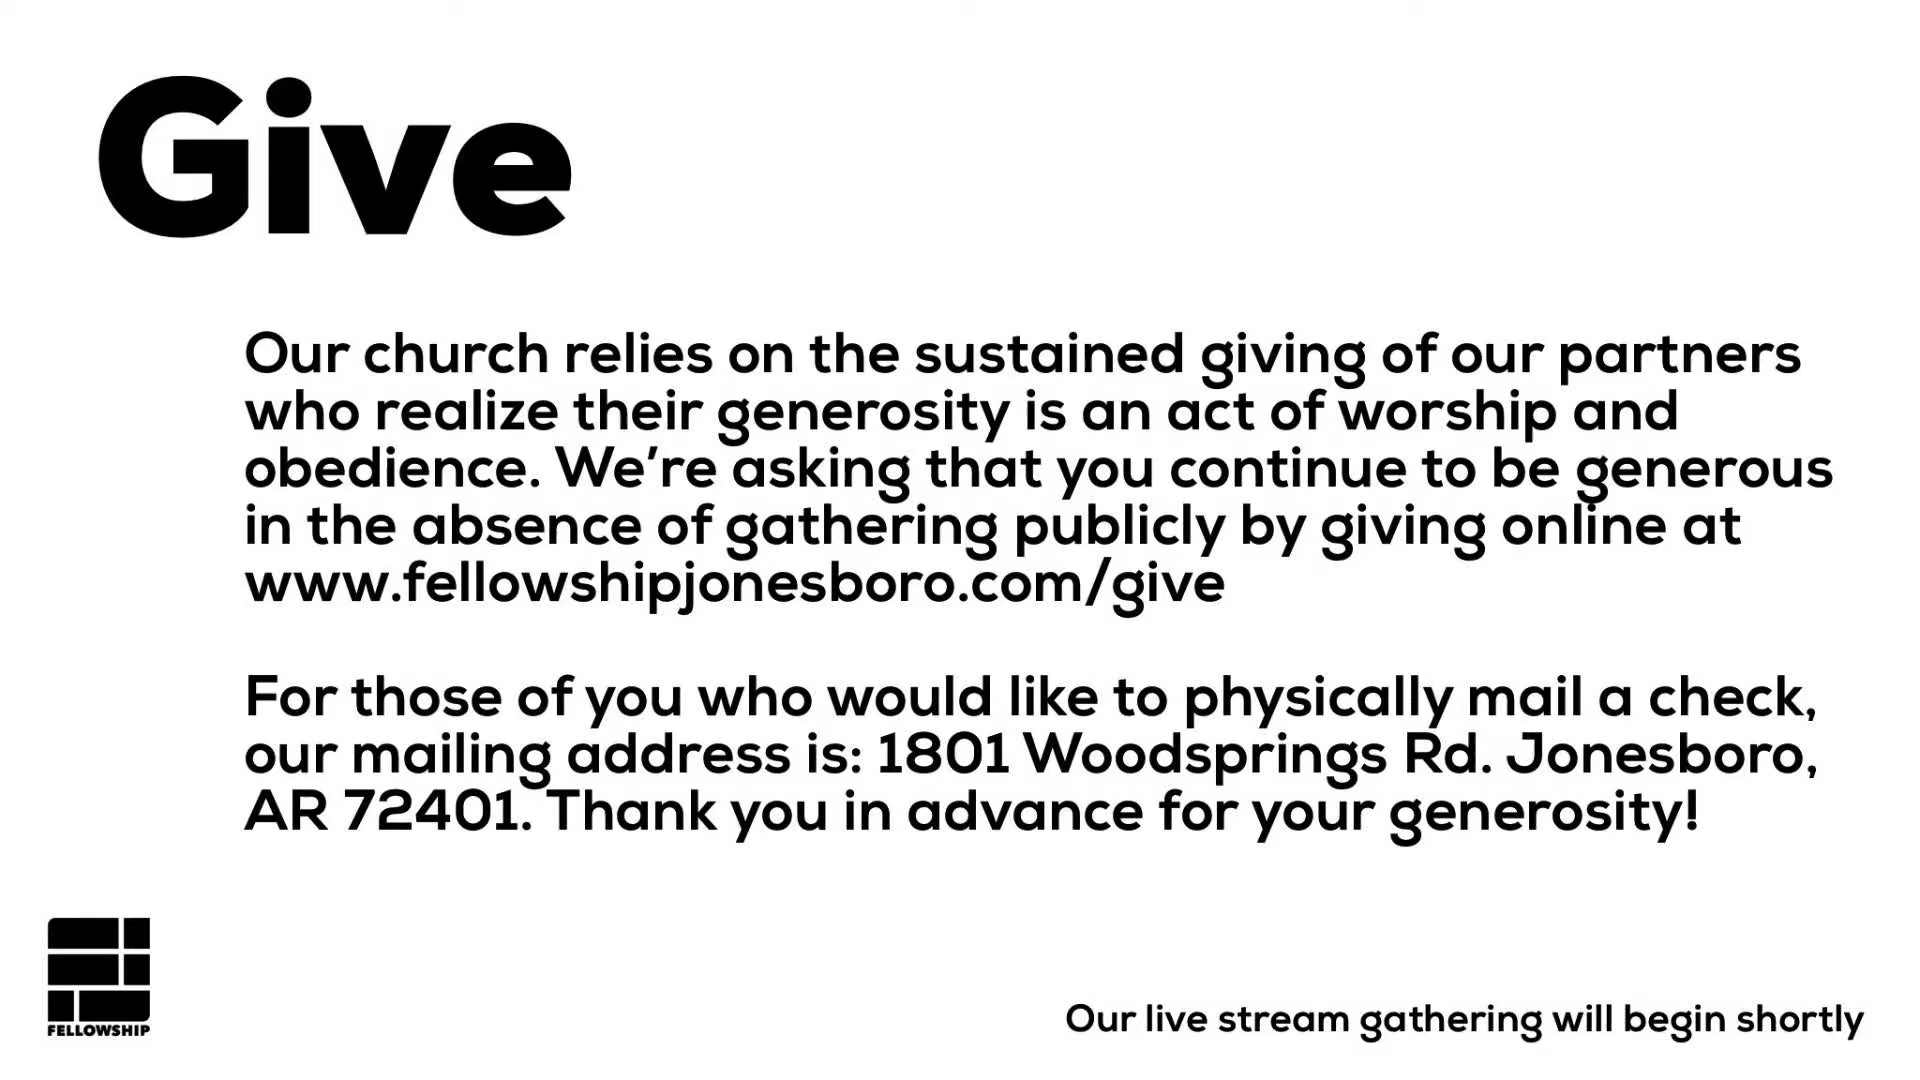 Give
Our church relies on the sustained giving of our partners
who realize their generosity is an act of worship and
obedience. We’re asking that you continue to be generous
in the absence of gathering publicly by giving online at
www.fellowshipjonesboro.com/give
For those of you who would like to physically mail a check,
our mailing address is: 1801 Woodsprings Rd. Jonesboro,
AR 72401. Thank you in advance for your generosity!
FELLOWSHIP
Our live stream gathering will begin shortly